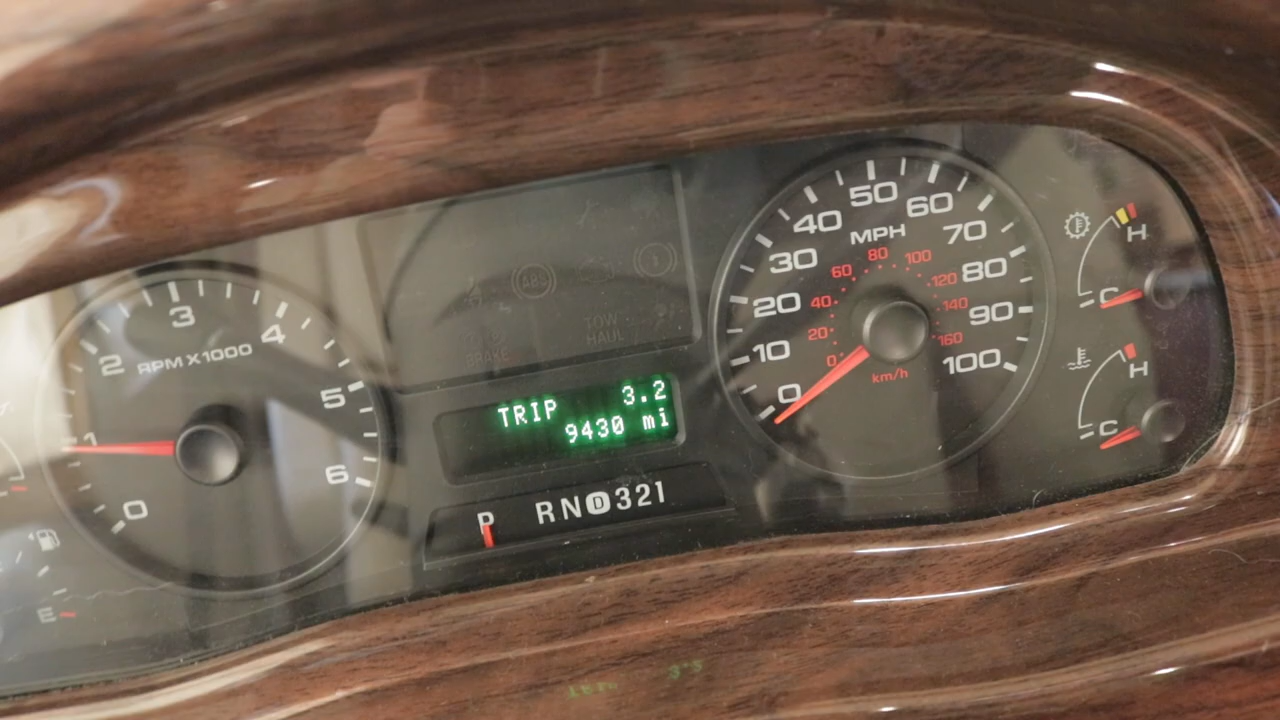 3
2
4
RPM X1000
1
5
6
0
E
ABS
BRAKE
TOW
HAUL
TRIP 3.2
9430 mi
P R N D 3 2 1
50
40 60
MPH
30 70
20 80
10 90
0 100
80
60 100
40 120
20 140
0 160
km/h
H
C
H
C